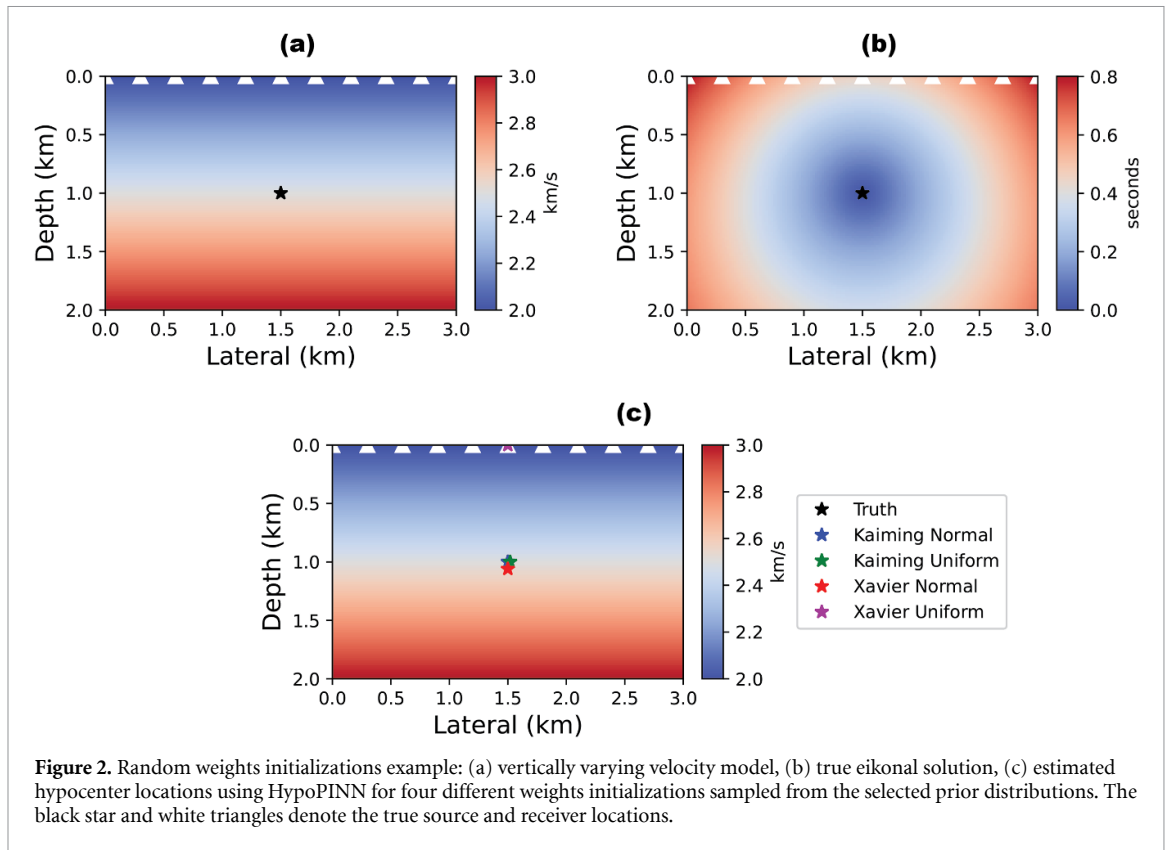 (a)
(b)
0.0
0.5
1.0
1.5
2.0
Depth (km)
0.0 0.5 1.0 1.5 2.0 2.5 3.0
Lateral (km)
3.0
2.8
2.6
2.4
2.2
2.0
km/s
0.0
0.5
1.0
1.5
2.0
Depth (km)
0.0 0.5 1.0 1.5 2.0 2.5 3.0
Lateral (km)
0.8
0.6
0.4
0.2
0.0
seconds
(c)
0.0
0.5
1.0
1.5
2.0
Depth (km)
0.0 0.5 1.0 1.5 2.0 2.5 3.0
Lateral (km)
3.0
2.8
2.6
2.4
2.2
2.0
km/s
Truth
Kaiming Normal
Kaiming Uniform
Xavier Normal
Xavier Uniform
Figure 2. Random weights initializations example: (a) vertically varying velocity model, (b) true eikonal solution, (c) estimated
hypocenter locations using HypoPINN for four different weights initializations sampled from the selected prior distributions. The
black star and white triangles denote the true source and receiver locations.